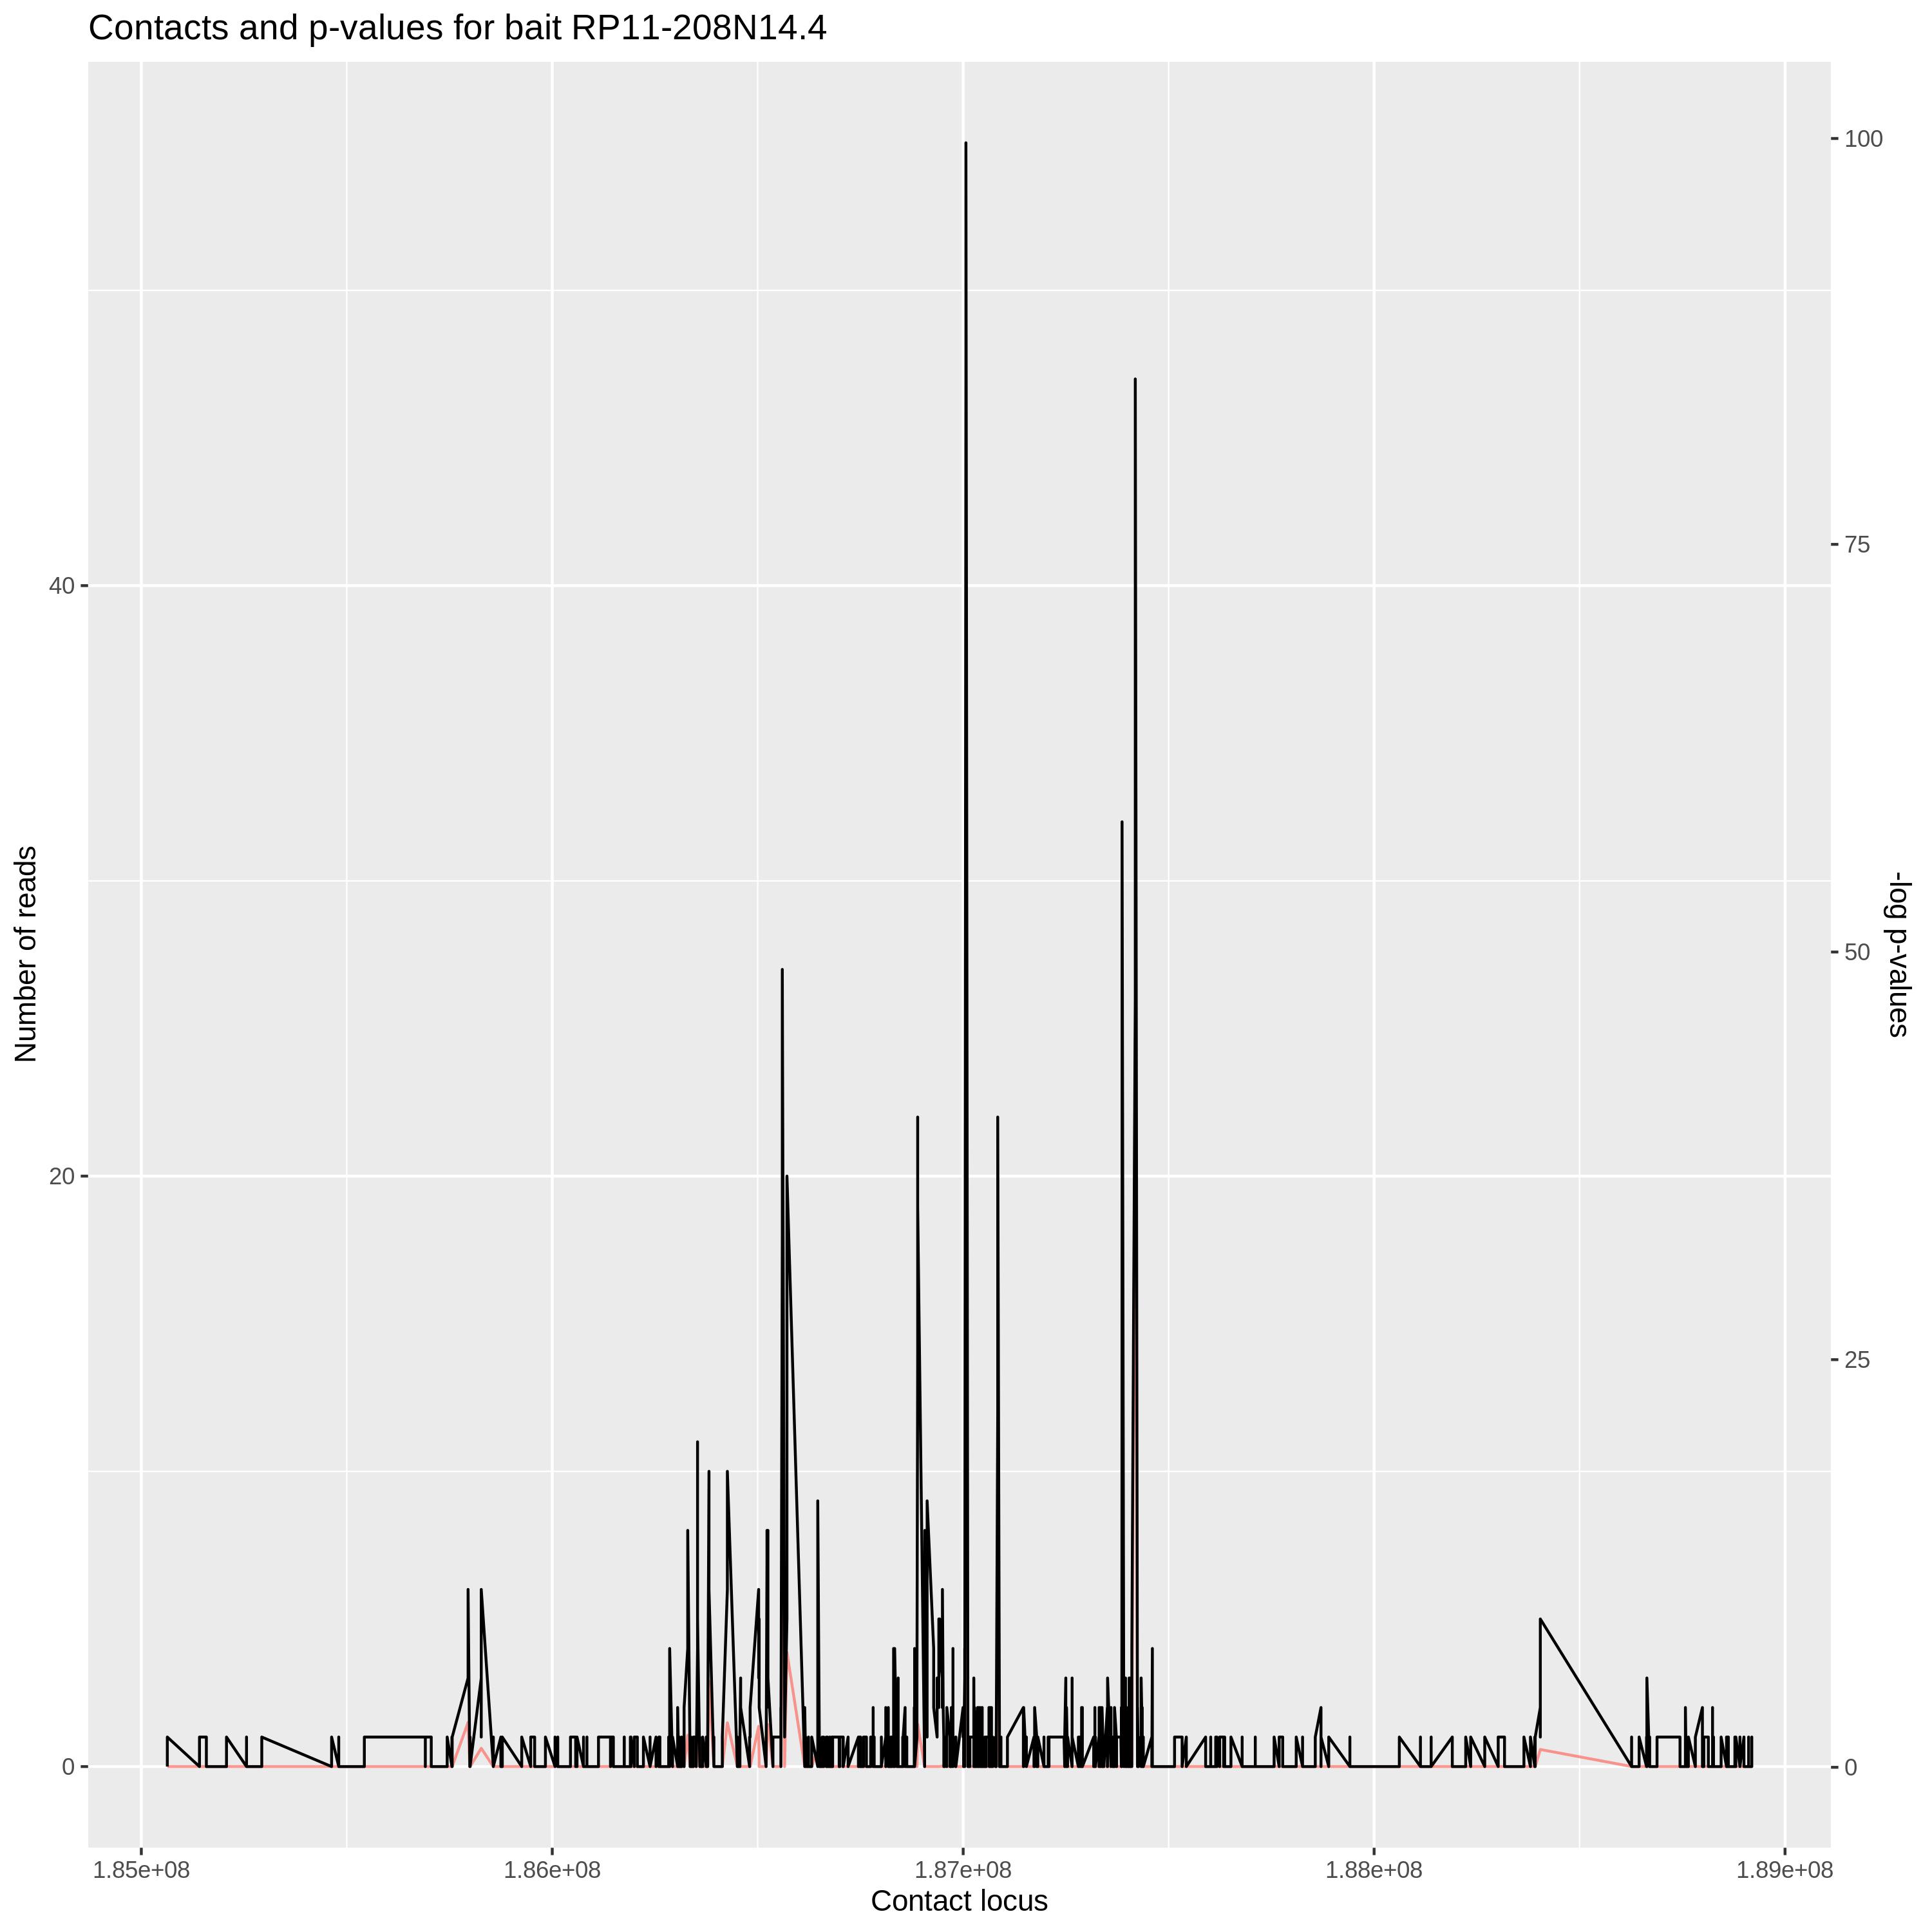 Contacts and p-values for bait RP11-208N14.4
100
75
50
25
0
40
20
0
Number of reads
-log p-values
1.85e+08
1.86e+08
1.87e+08
1.88e+08
1.89e+08
Contact locus